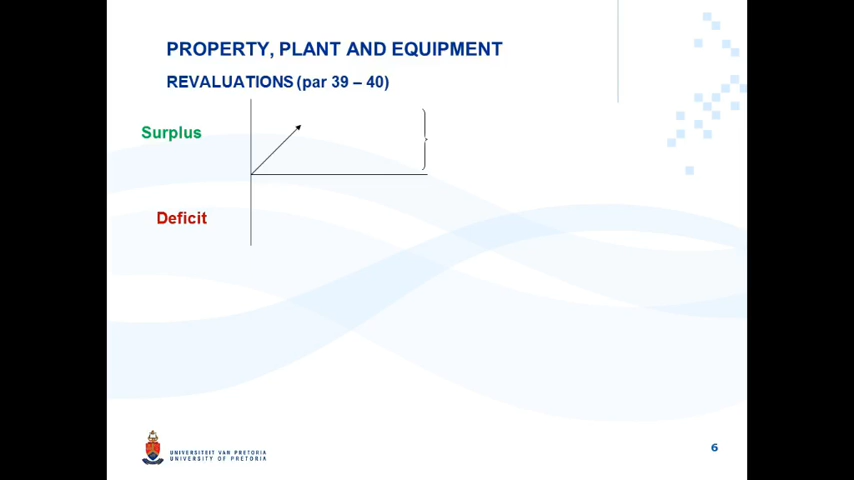 PROPERTY, PLANT AND EQUIPMENT
REVALUATIONS (par 39 – 40)
Surplus
Deficit
UNIVERSITEIT VAN PRETORIA
UNIVERSITY OF PRETORIA
6